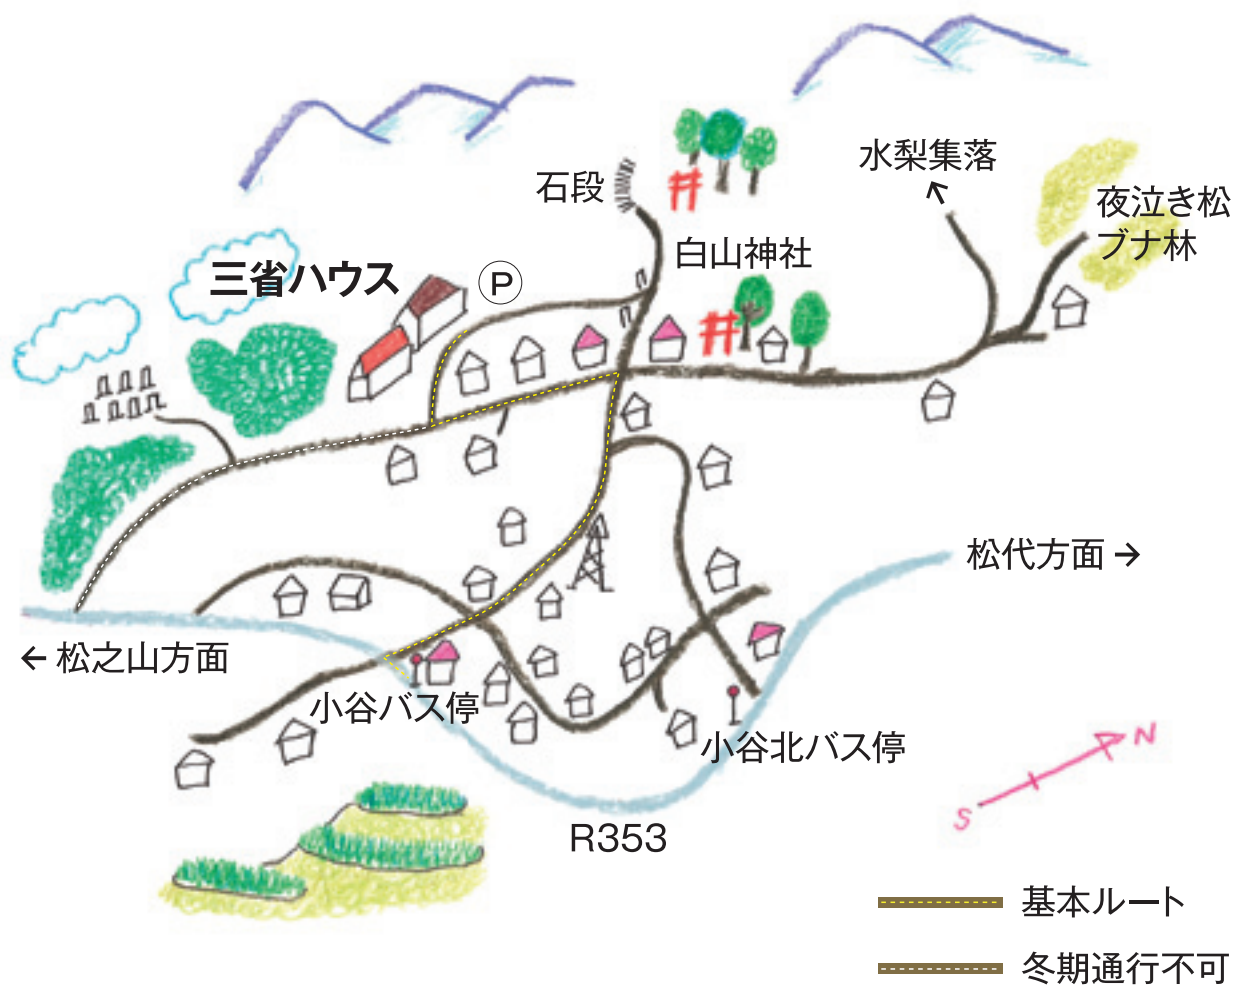 水梨集落
石段
夜泣き松
ブナ林
白山神社
三省ハウス
P
松代方面 →
← 松之山方面
小谷バス停
小谷北バス停
N
S
R353
基本ルート
冬期通行不可